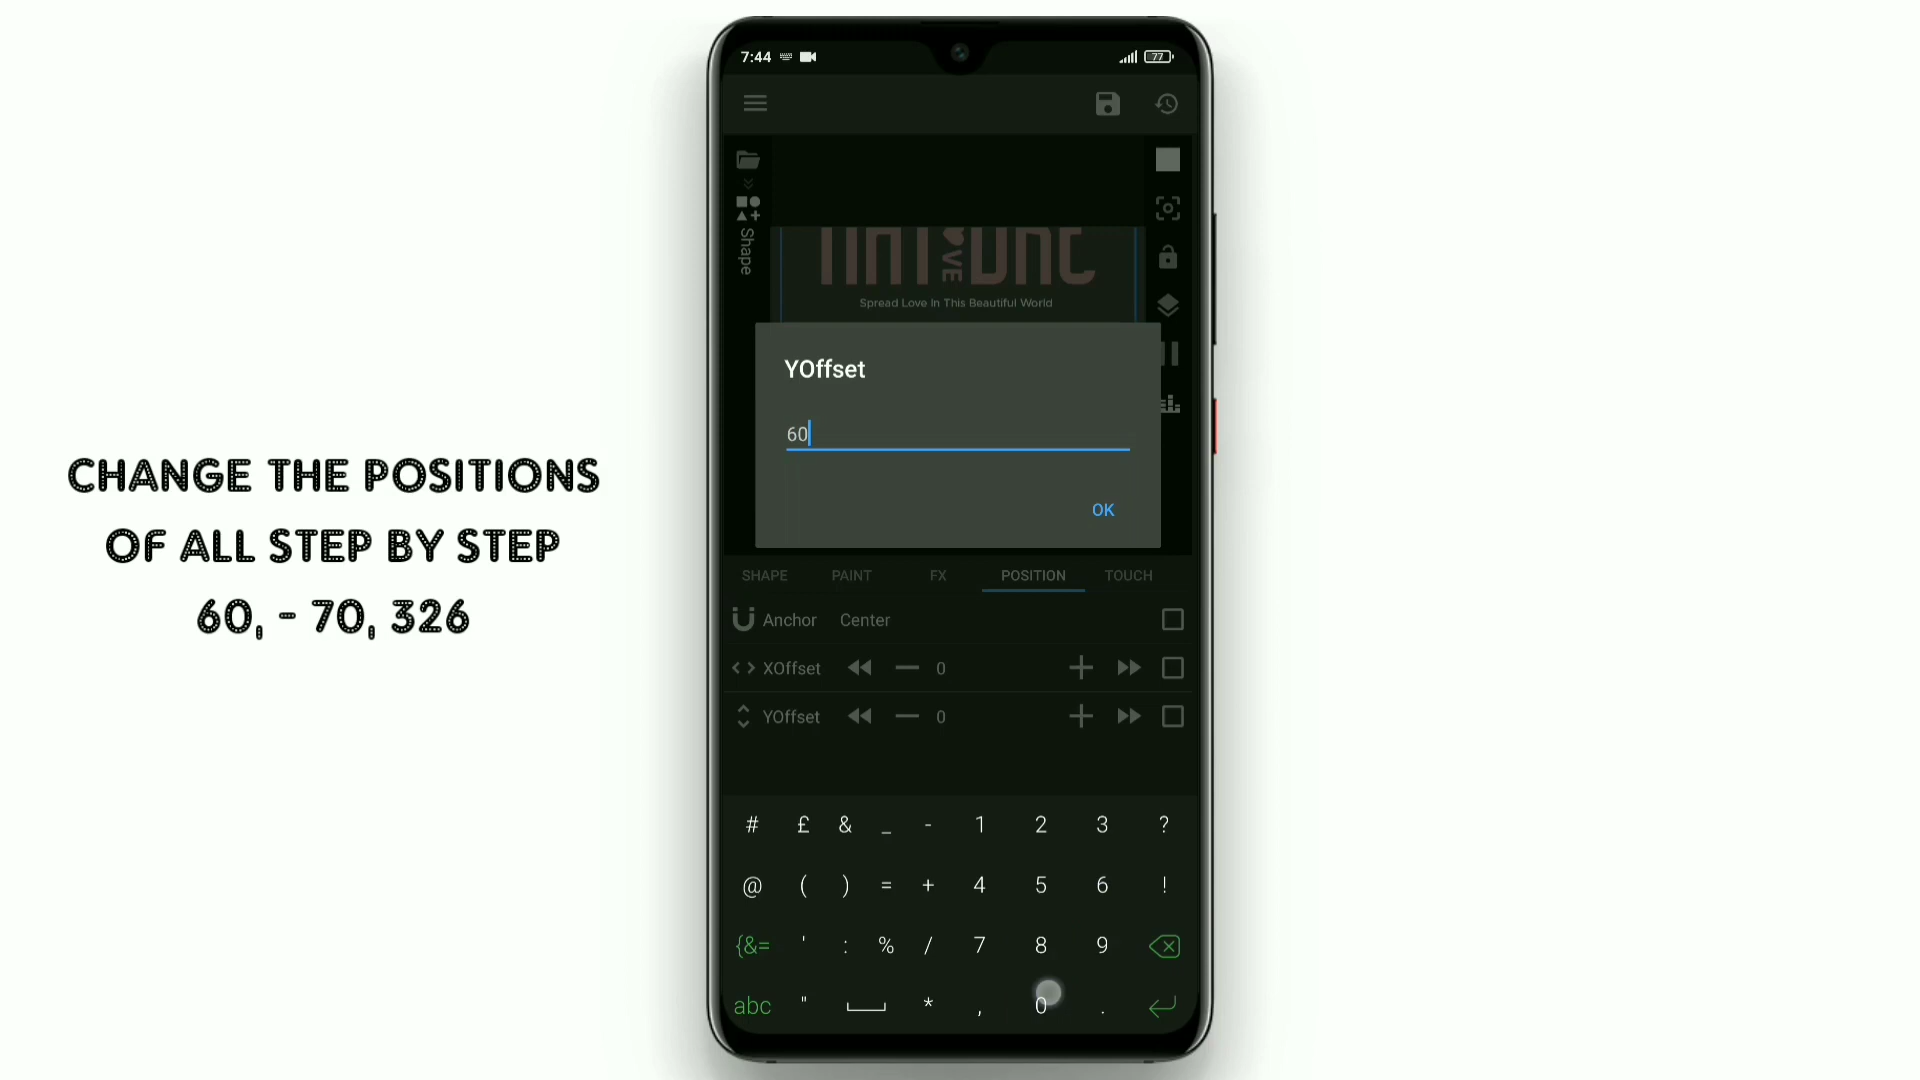 7:44
77
Shape
Spread Love In This Beautiful World
YOffset
60
OK
CHANGE THE POSITIONS
OF ALL STEP BY STEP
60, - 70, 326
SHAPE PAINT FX POSITION TOUCH
Anchor Center
XOffset 0
YOffset 0
# £ & _ - 1 2 3 ?
@ ( ) = + 4 5 6 !
{&= ' : % / 7 8 9
abc " * , 0 .